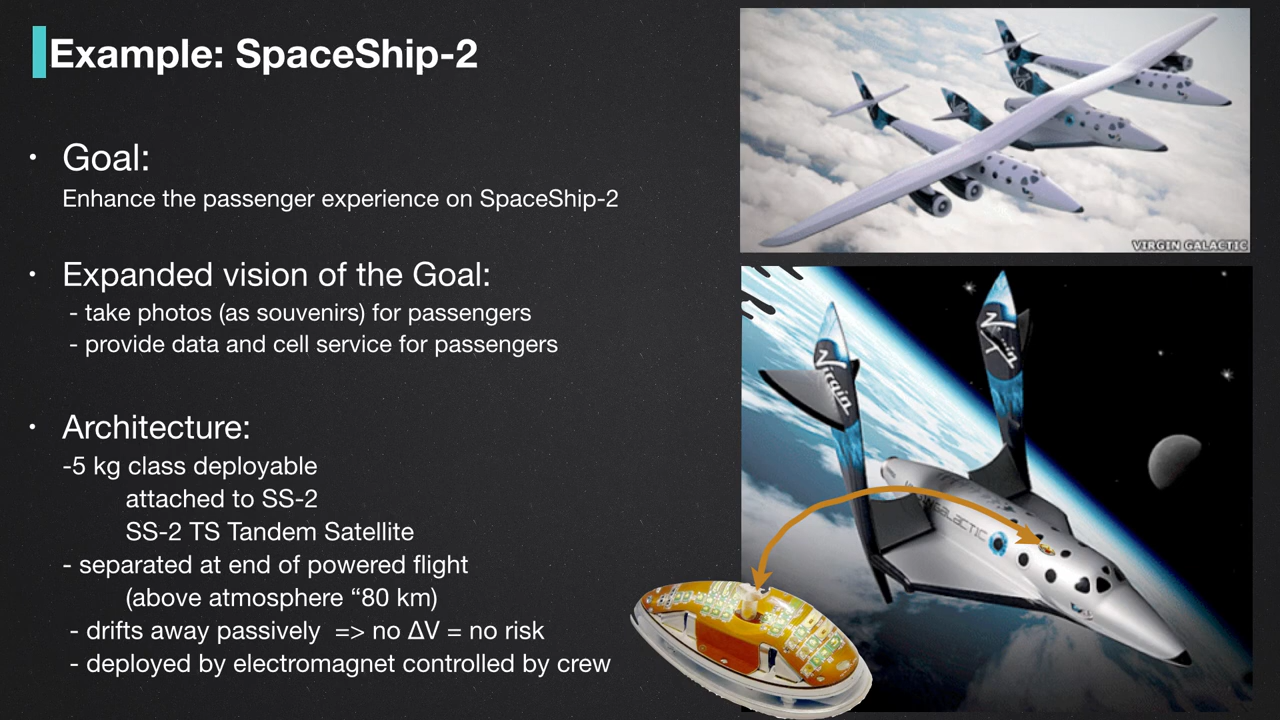 Example: SpaceShip-2
• Goal:
Enhance the passenger experience on SpaceShip-2
• Expanded vision of the Goal:
- take photos (as souvenirs) for passengers
- provide data and cell service for passengers
• Architecture:
-5 kg class deployable
attached to SS-2
SS-2 TS Tandem Satellite
- separated at end of powered flight
(above atmosphere “80 km)
- drifts away passively => no ΔV = no risk
- deployed by electromagnet controlled by crew
VIRGIN GALACTIC
Virgin
Virgin
GALACTIC